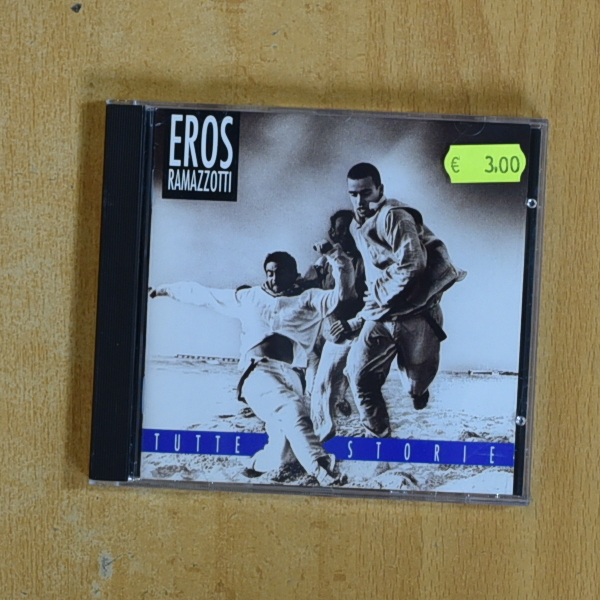 EROS
RAMAZZOTTI
€ 3,00
TUTTE STORIE